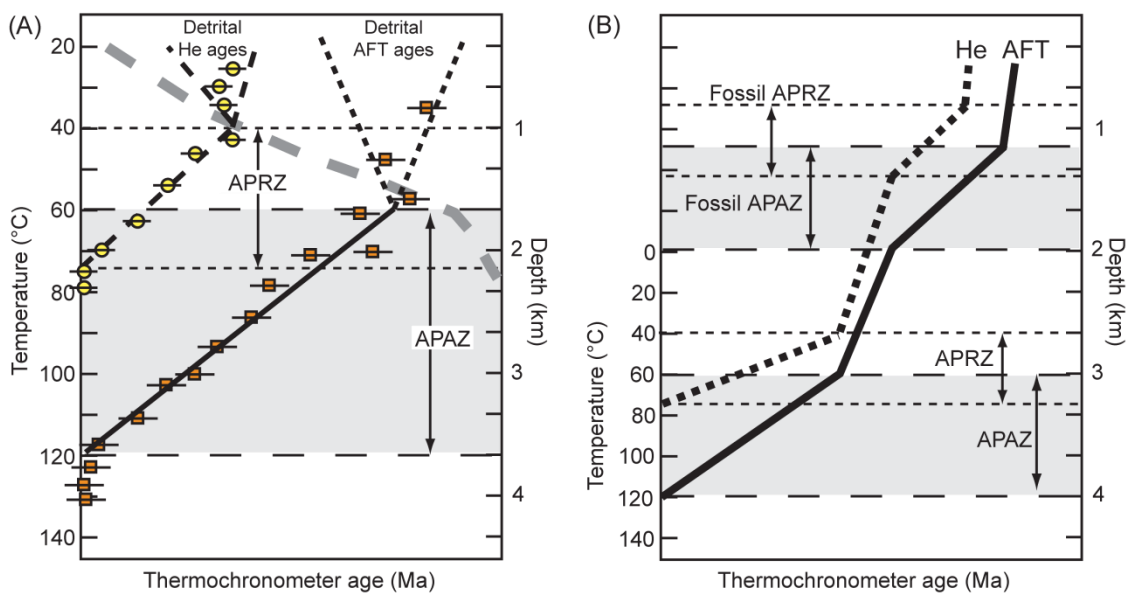 (A)
Detrital
He ages
Detrital
AFT ages
20
40
60
80
100
120
140
Temperature (°C)
APRZ
APAZ
1
2
3
4
Depth (km)
Thermochronometer age (Ma)
(B)
He AFT
Fossil APRZ
Fossil APAZ
0
20
40
60
80
100
120
140
Temperature (°C)
APRZ
APAZ
1
2
3
4
Depth (km)
Thermochronometer age (Ma)